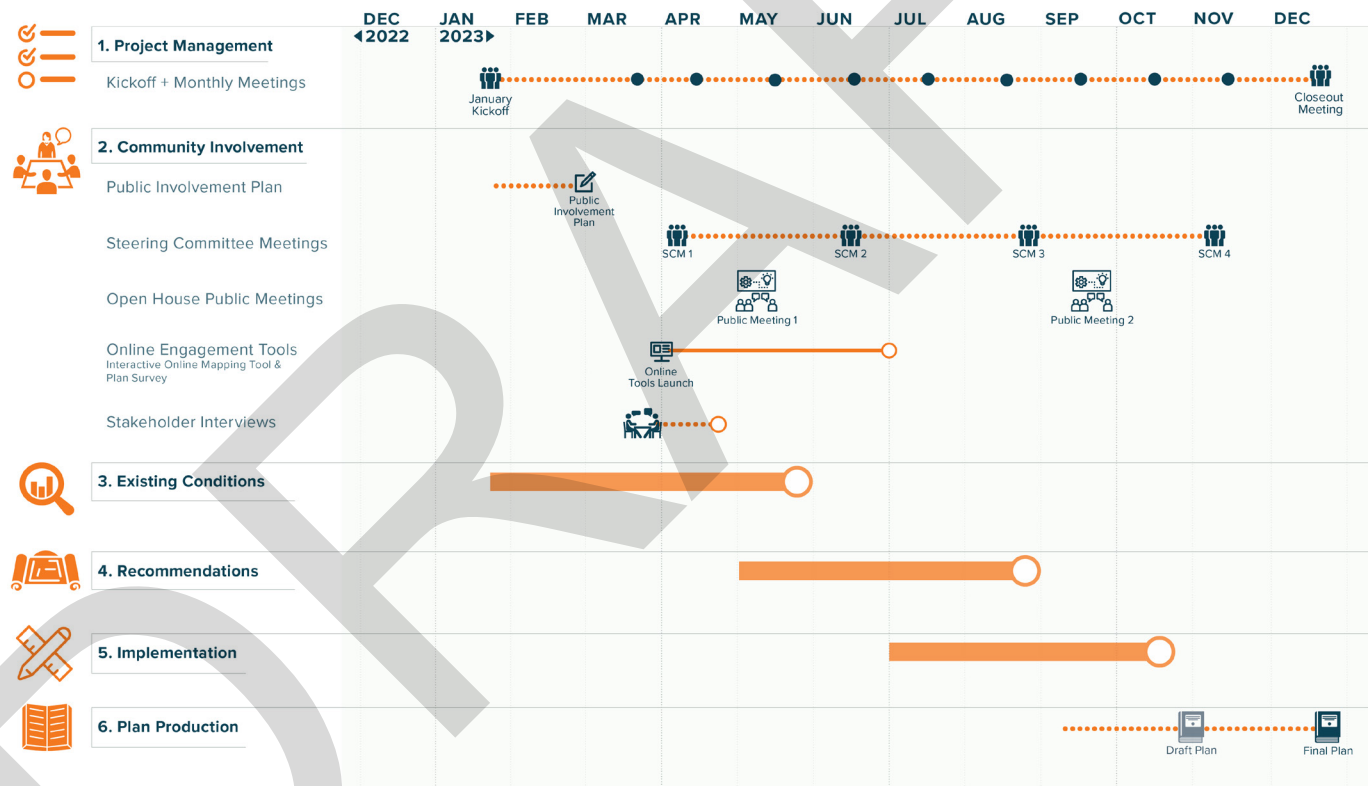 DEC JAN FEB MAR APR MAY JUN JUL AUG SEP OCT NOV DEC
◀2022 2023▶
1. Project Management
Kickoff + Monthly Meetings
January
Kickoff
Closeout
Meeting
2. Community Involvement
Public Involvement Plan
Public
Involvement
Plan
Steering Committee Meetings
SCM 1 SCM 2 SCM 3 SCM 4
Open House Public Meetings
Public Meeting 1 Public Meeting 2
Online Engagement Tools
Interactive Online Mapping Tool &
Plan Survey
Online
Tools Launch
Stakeholder Interviews
3. Existing Conditions
4. Recommendations
5. Implementation
6. Plan Production
Draft Plan Final Plan
DRAFT